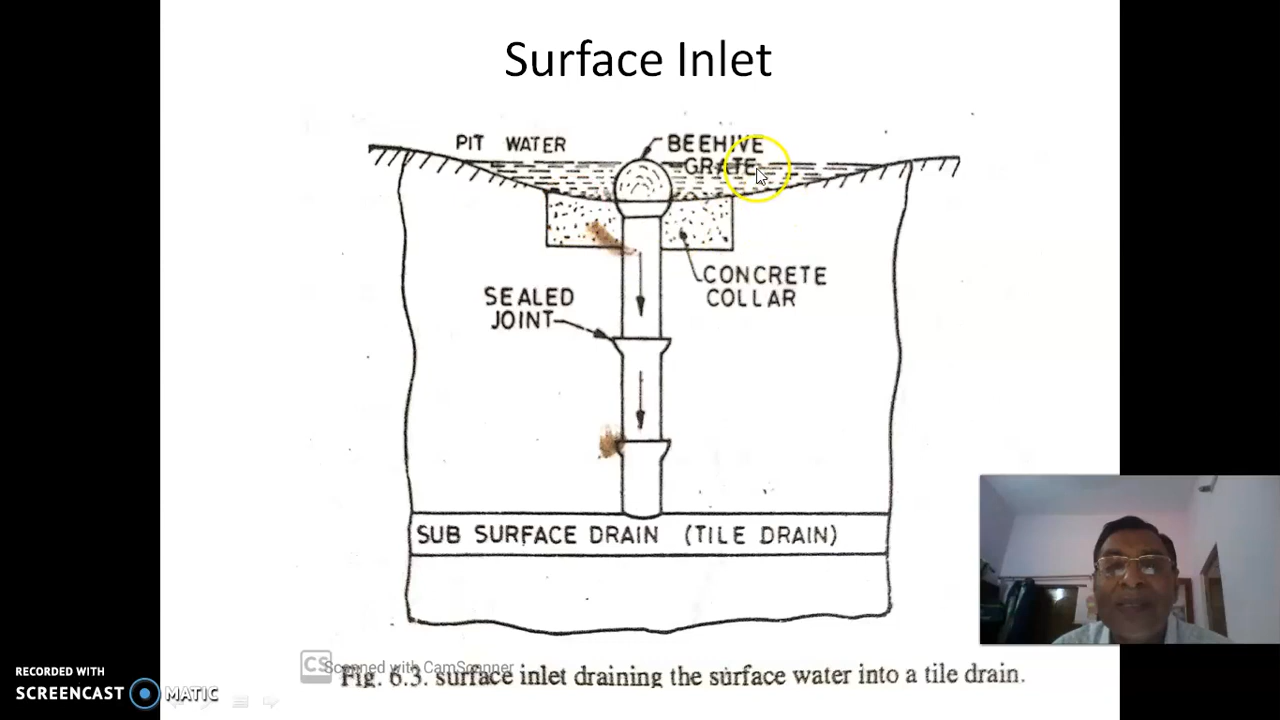 Surface Inlet
PIT WATER
BEEHIVE
GRATE
CONCRETE
COLLAR
SEALED
JOINT
SUB SURFACE DRAIN (TILE DRAIN)
CS Scanned with CamScanner
Fig. 6.3. surface inlet draining the surface water into a tile drain.
RECORDED WITH
SCREENCAST MATIC